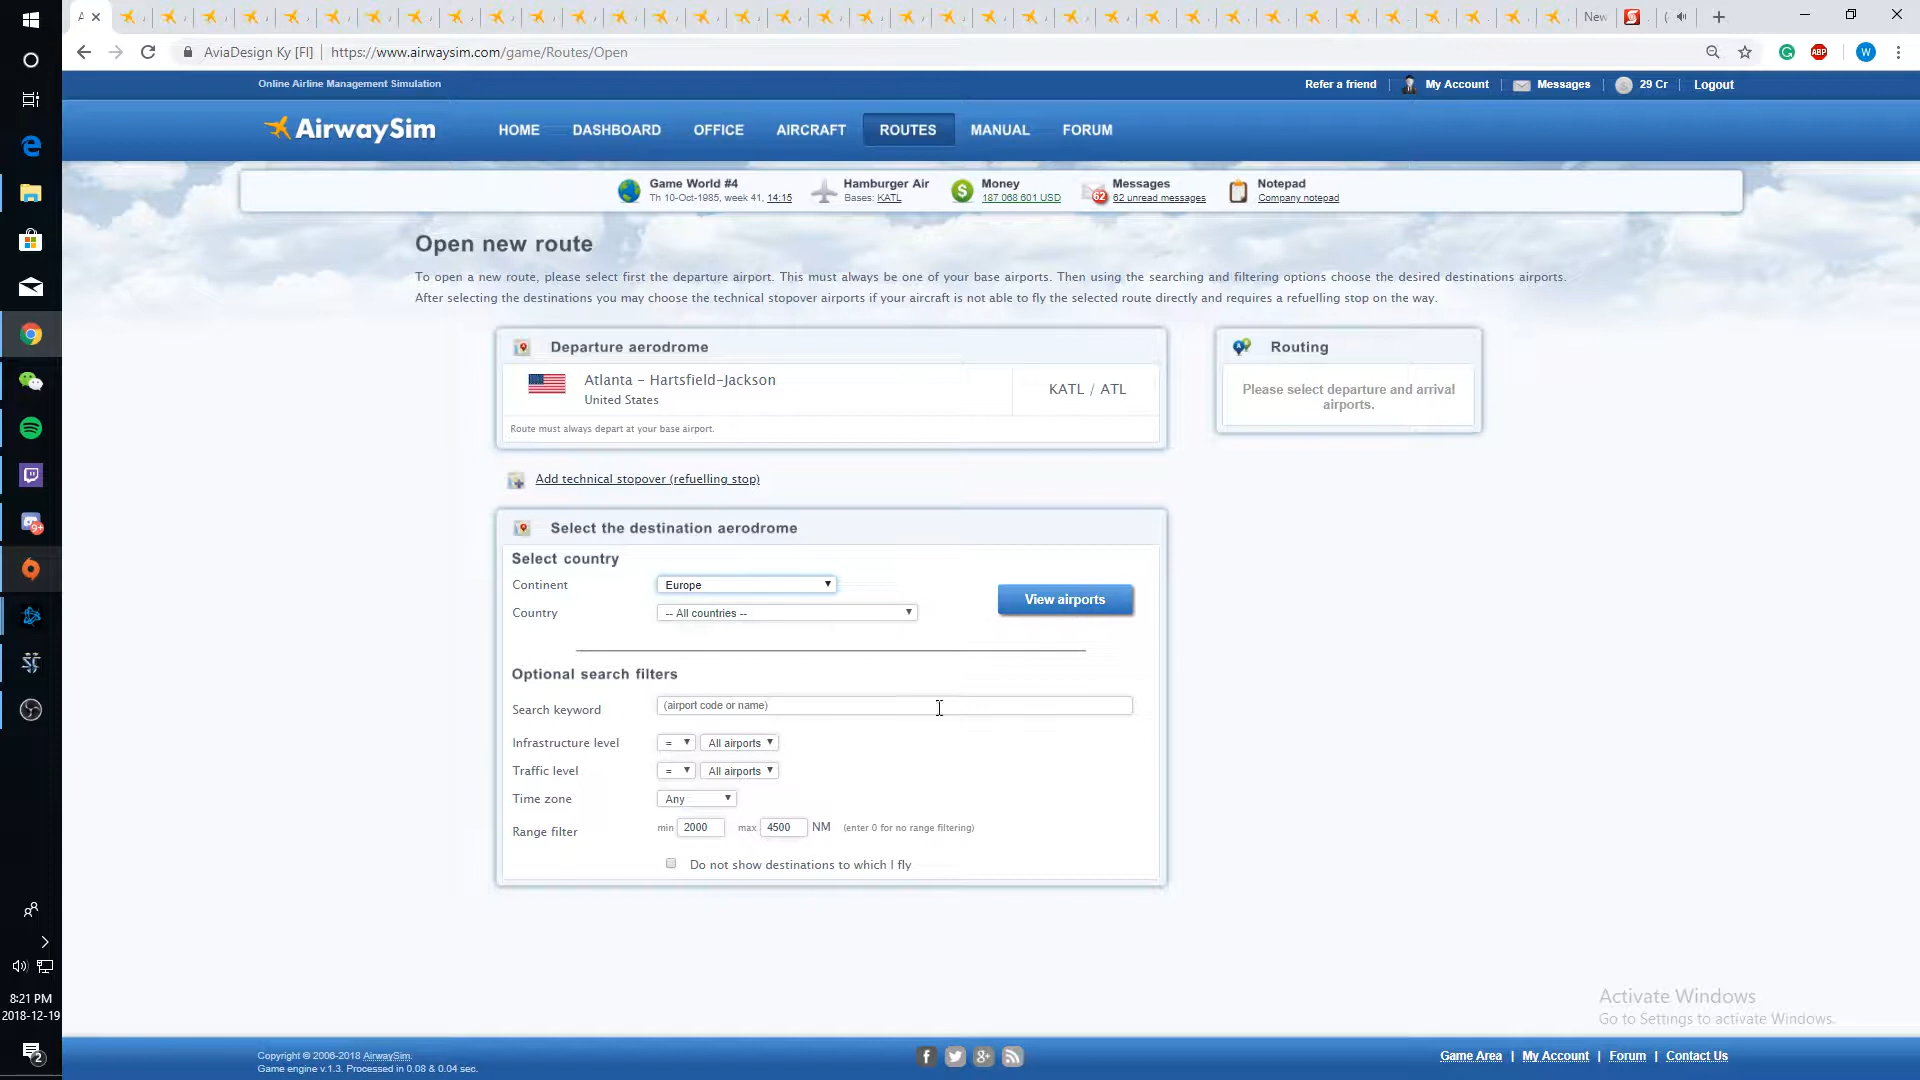 New
AviaDesign Ky [FI] | https://www.airwaysim.com/game/Routes/Open
ABP
W
Online Airline Management Simulation
Refer a friend | My Account | Messages | 29 Cr | Logout
AirwaySim
HOME DASHBOARD OFFICE AIRCRAFT ROUTES MANUAL FORUM
Game World #4
Th 10-Oct-1985, week 41, 14:15
Hamburger Air
Bases: KATL
Money
187 068 601 USD
62
Messages
62 unread messages
Notepad
Company notepad
Open new route
To open a new route, please select first the departure airport. This must always be one of your base airports. Then using the searching and filtering options choose the desired destinations airports.
After selecting the destinations you may choose the technical stopover airports if your aircraft is not able to fly the selected route directly and requires a refuelling stop on the way.
Departure aerodrome
Atlanta - Hartsfield-Jackson
United States
KATL / ATL
Route must always depart at your base airport.
Routing
Please select departure and arrival
airports.
Add technical stopover (refuelling stop)
Select the destination aerodrome
Select country
Continent Europe
Country -- All countries --
View airports
Optional search filters
Search keyword (airport code or name)
Infrastructure level = All airports
Traffic level = All airports
Time zone Any
Range filter min 2000 max 4500 NM (enter 0 for no range filtering)
Do not show destinations to which I fly
9+
8:21 PM
2018-12-19
2
Activate Windows
Go to Settings to activate Windows.
Copyright © 2006-2018 AirwaySim.
Game engine v.1.3. Processed in 0.08 & 0.04 sec.
Game Area | My Account | Forum | Contact Us